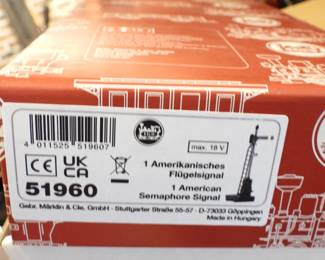 4 011525 519607
max. 18 V
CE UK
CA
51960
1 Amerikanisches
Flügelsignal
1 American
Semaphore Signal
Gebr. Märklin & Cie. GmbH · Stuttgarter Straße 55-57 · D-73033 Göppingen
Made in Hungary